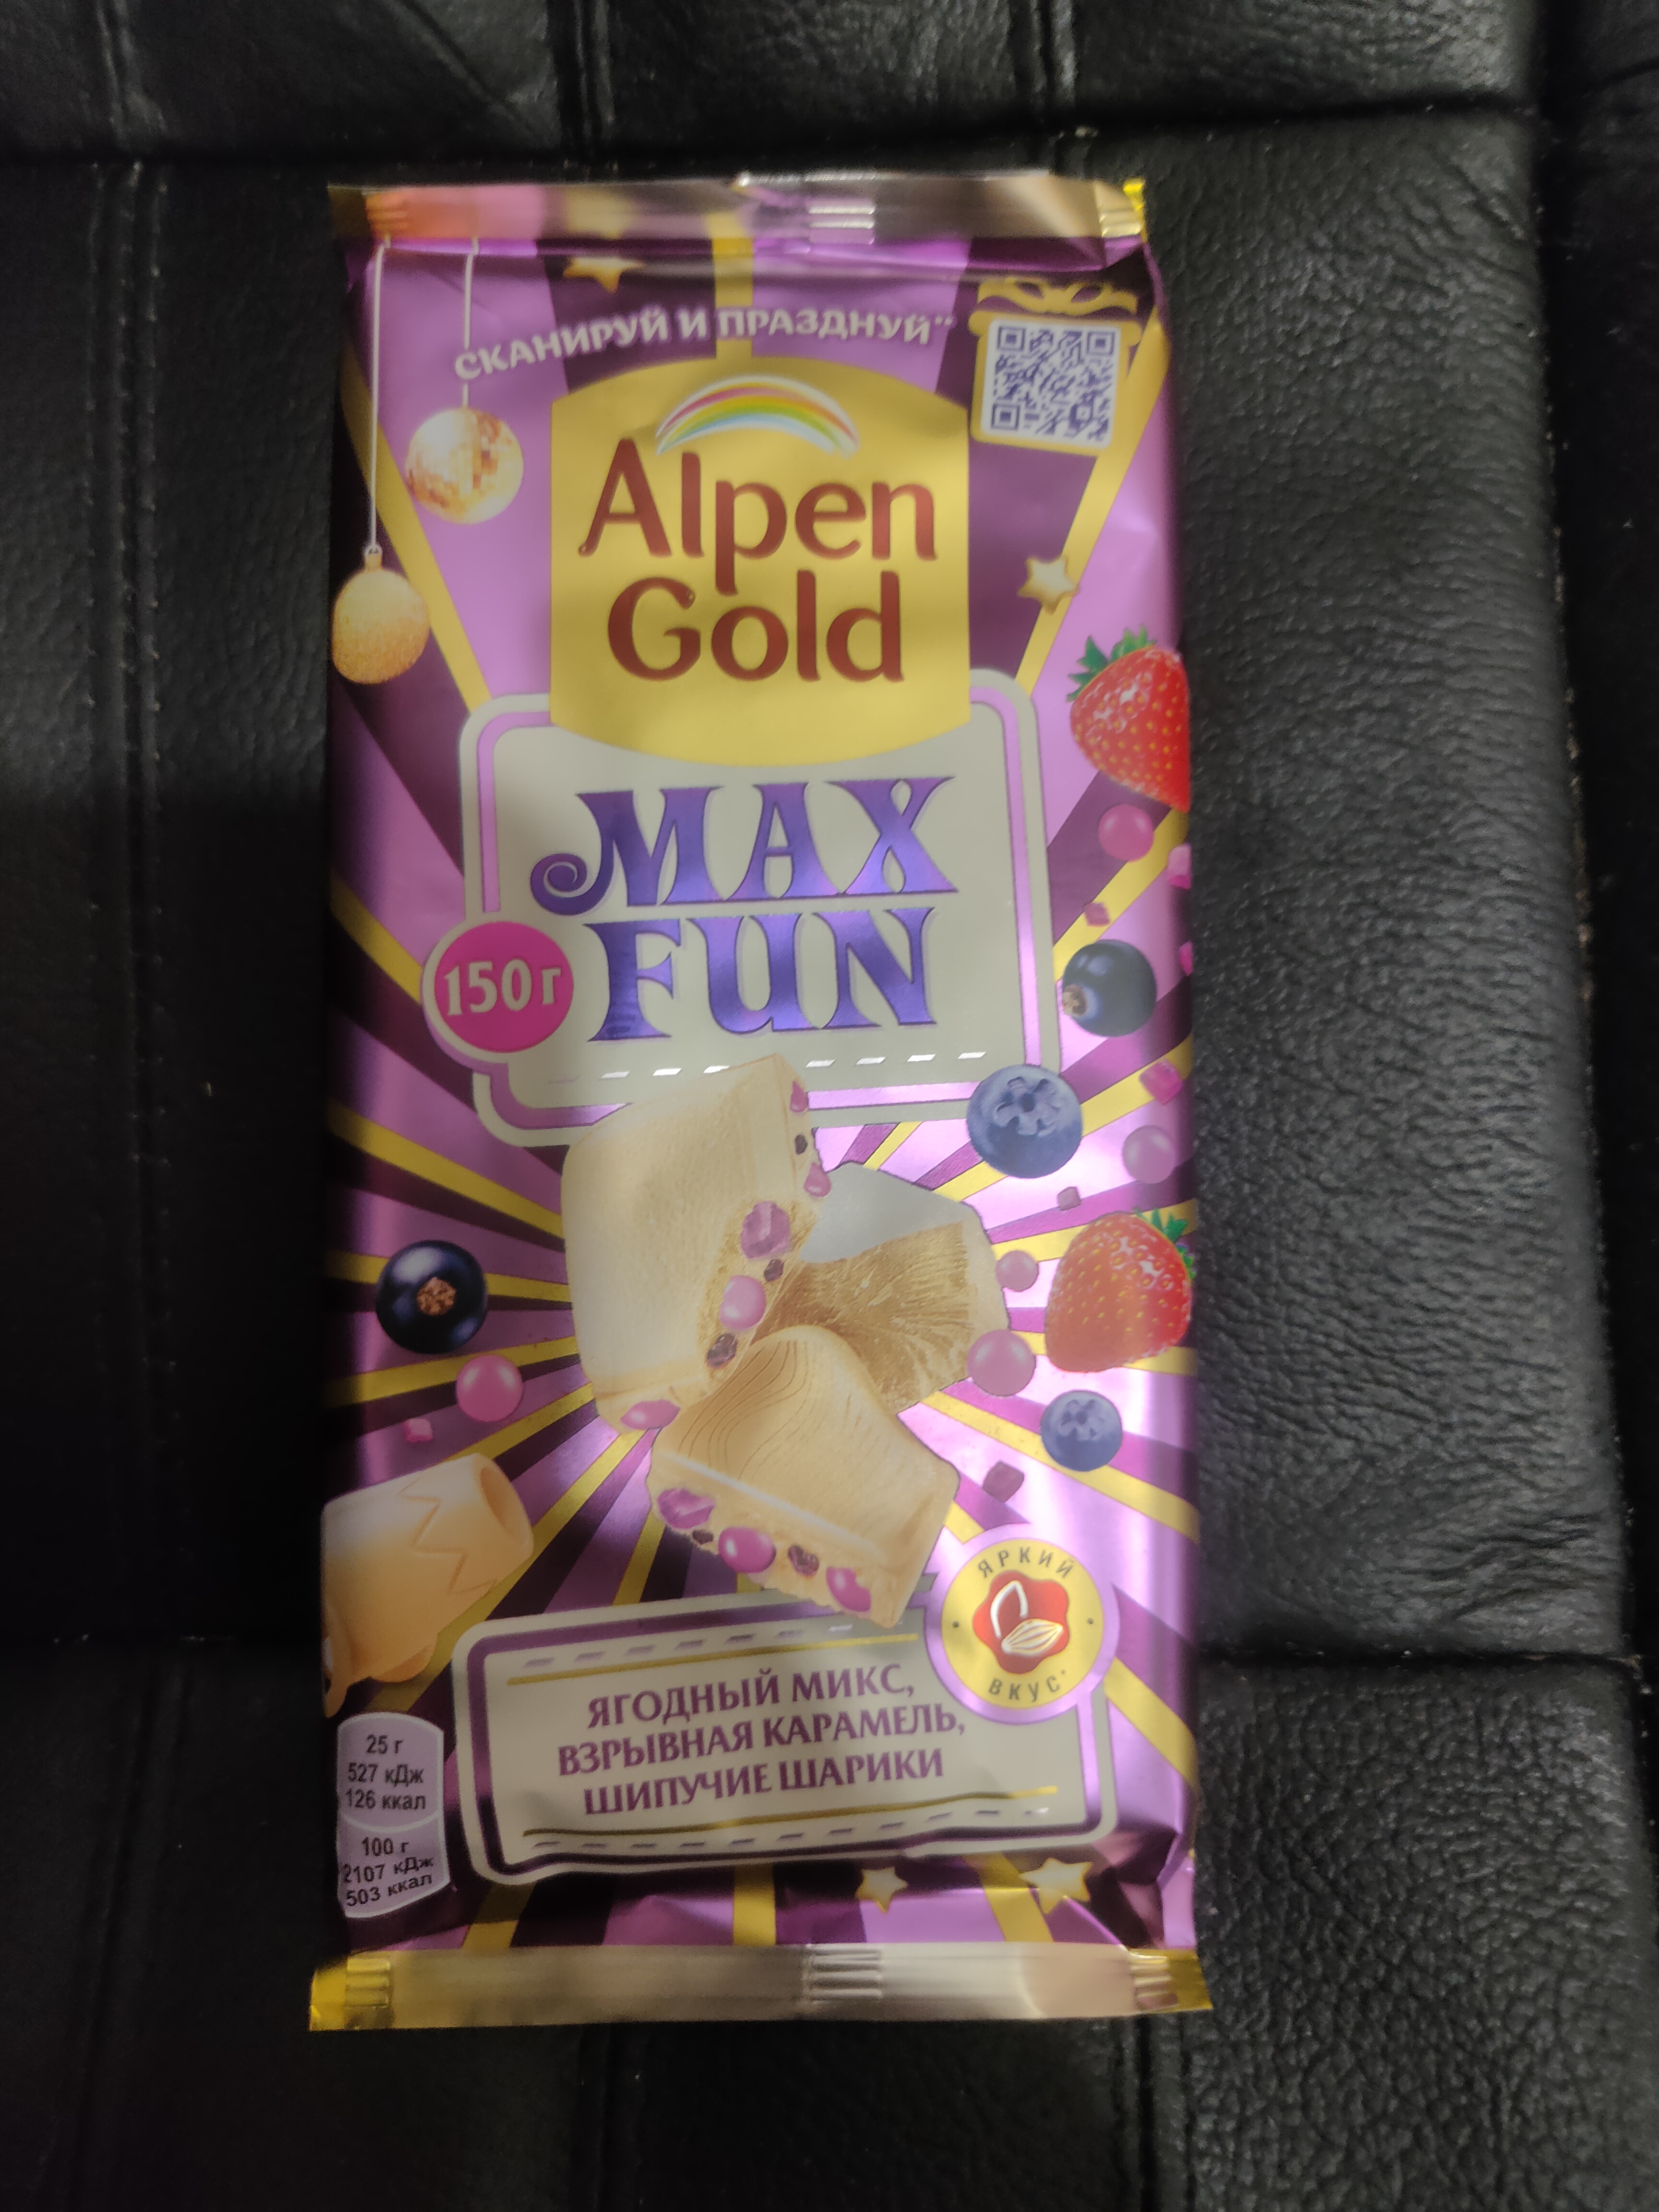 СКАНИРУЙ И ПРАЗДНУЙ**
Alpen
Gold
MAX
FUN
150г
ЯРКИЙ
ВКУС*
ЯГОДНЫЙ МИКС,
ВЗРЫВНАЯ КАРАМЕЛЬ,
ШИПУЧИЕ ШАРИКИ
25 г
527 кДж
126 ккал
100 г
2107 кДж
503 ккал